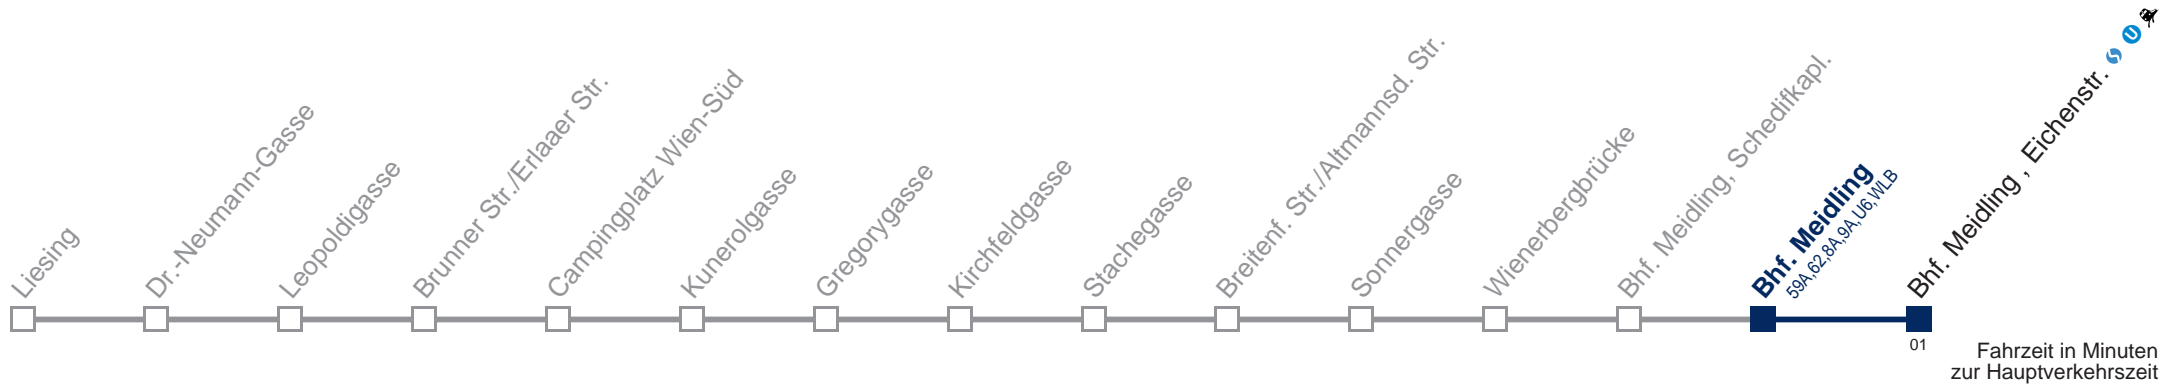 Liesing
Dr.-Neumann-Gasse
Leopoldigasse
Brunner Str./Erlaaer Str.
Campingplatz Wien-Süd
Kunerolgasse
Gregorygasse
Kirchfeldgasse
Stachegasse
Breitenf. Str./Altmannsd. Str.
Sonnergasse
Wienerbergbrücke
Bhf. Meidling, Schedifkapl.
Bhf. Meidling
59A,62,8A,9A,U6,WLB
Bhf. Meidling , Eichenstr. S U
01
Fahrzeit in Minuten
zur Hauptverkehrszeit